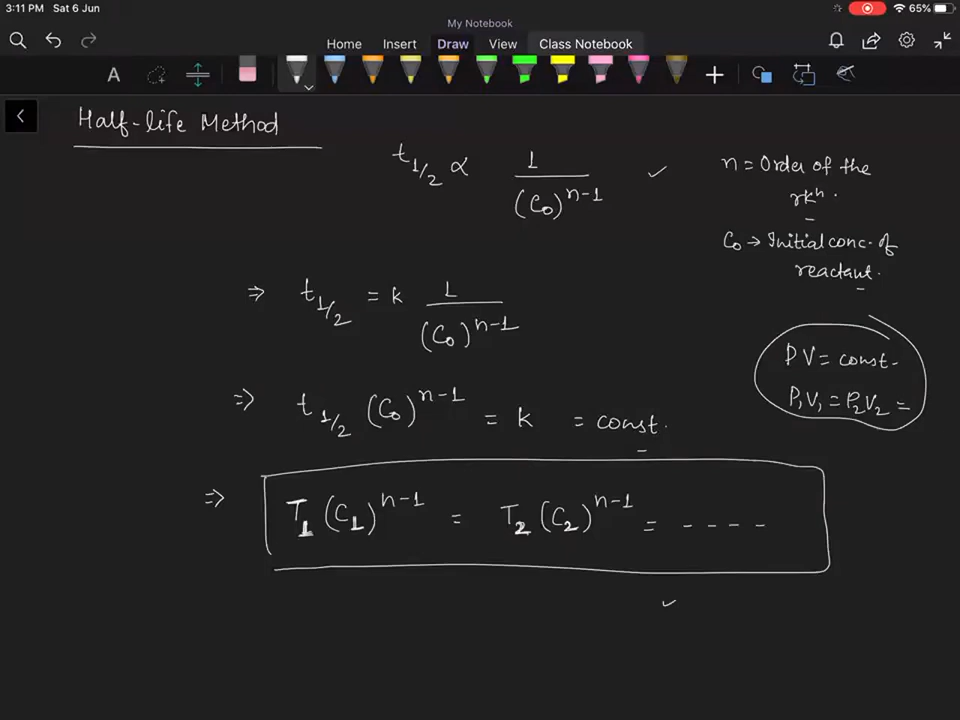 3:11 PM Sat 6 Jun
65%
My Notebook
Home Insert Draw View Class Notebook
A
Half-life Method
t1/2 ∝ 1/(C₀)ⁿ⁻¹ ✓
n = Order of the
rxⁿ.
C₀ → Initial conc. of
reactant.
⇒ t1/2 = k 1/(C₀)ⁿ⁻¹
PV = const.
P₁V₁ = P₂V₂ =
⇒ t1/2 (C₀)ⁿ⁻¹ = k = const.
⇒ T₁(C₁)ⁿ⁻¹ = T₂(C₂)ⁿ⁻¹ = - - - -
✓